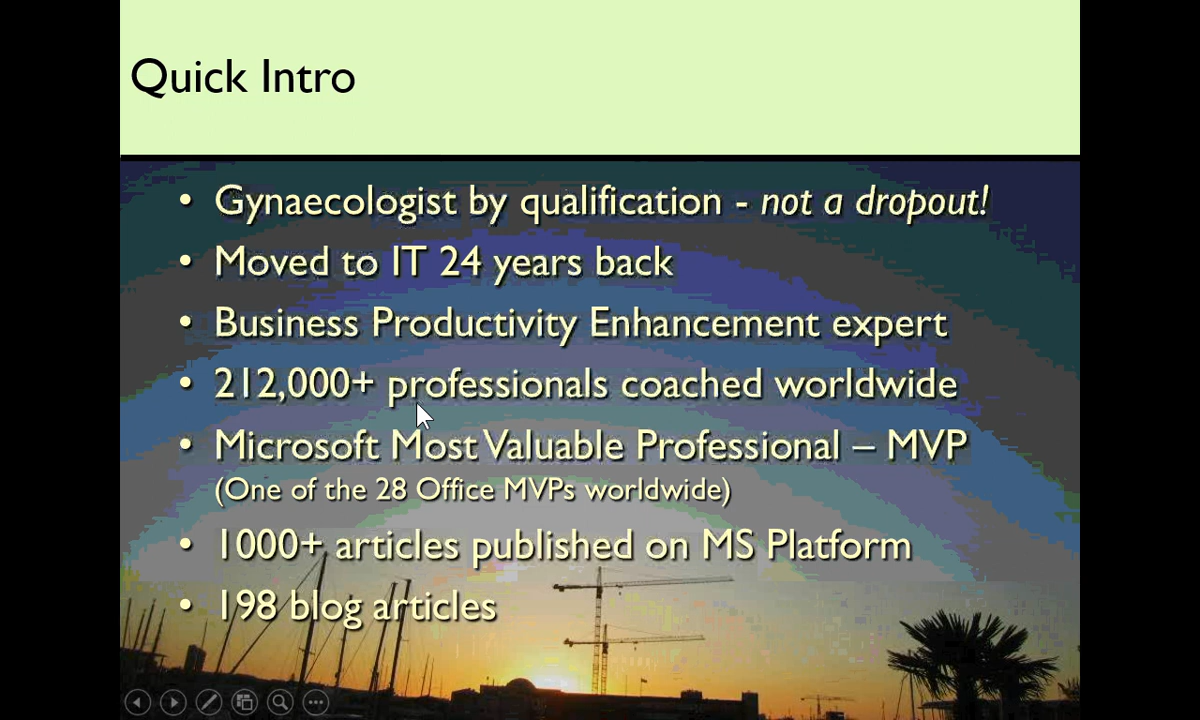 Quick Intro
• Gynaecologist by qualification - not a dropout!
• Moved to IT 24 years back
• Business Productivity Enhancement expert
• 212,000+ professionals coached worldwide
• Microsoft Most Valuable Professional – MVP
(One of the 28 Office MVPs worldwide)
• 1000+ articles published on MS Platform
• 198 blog articles